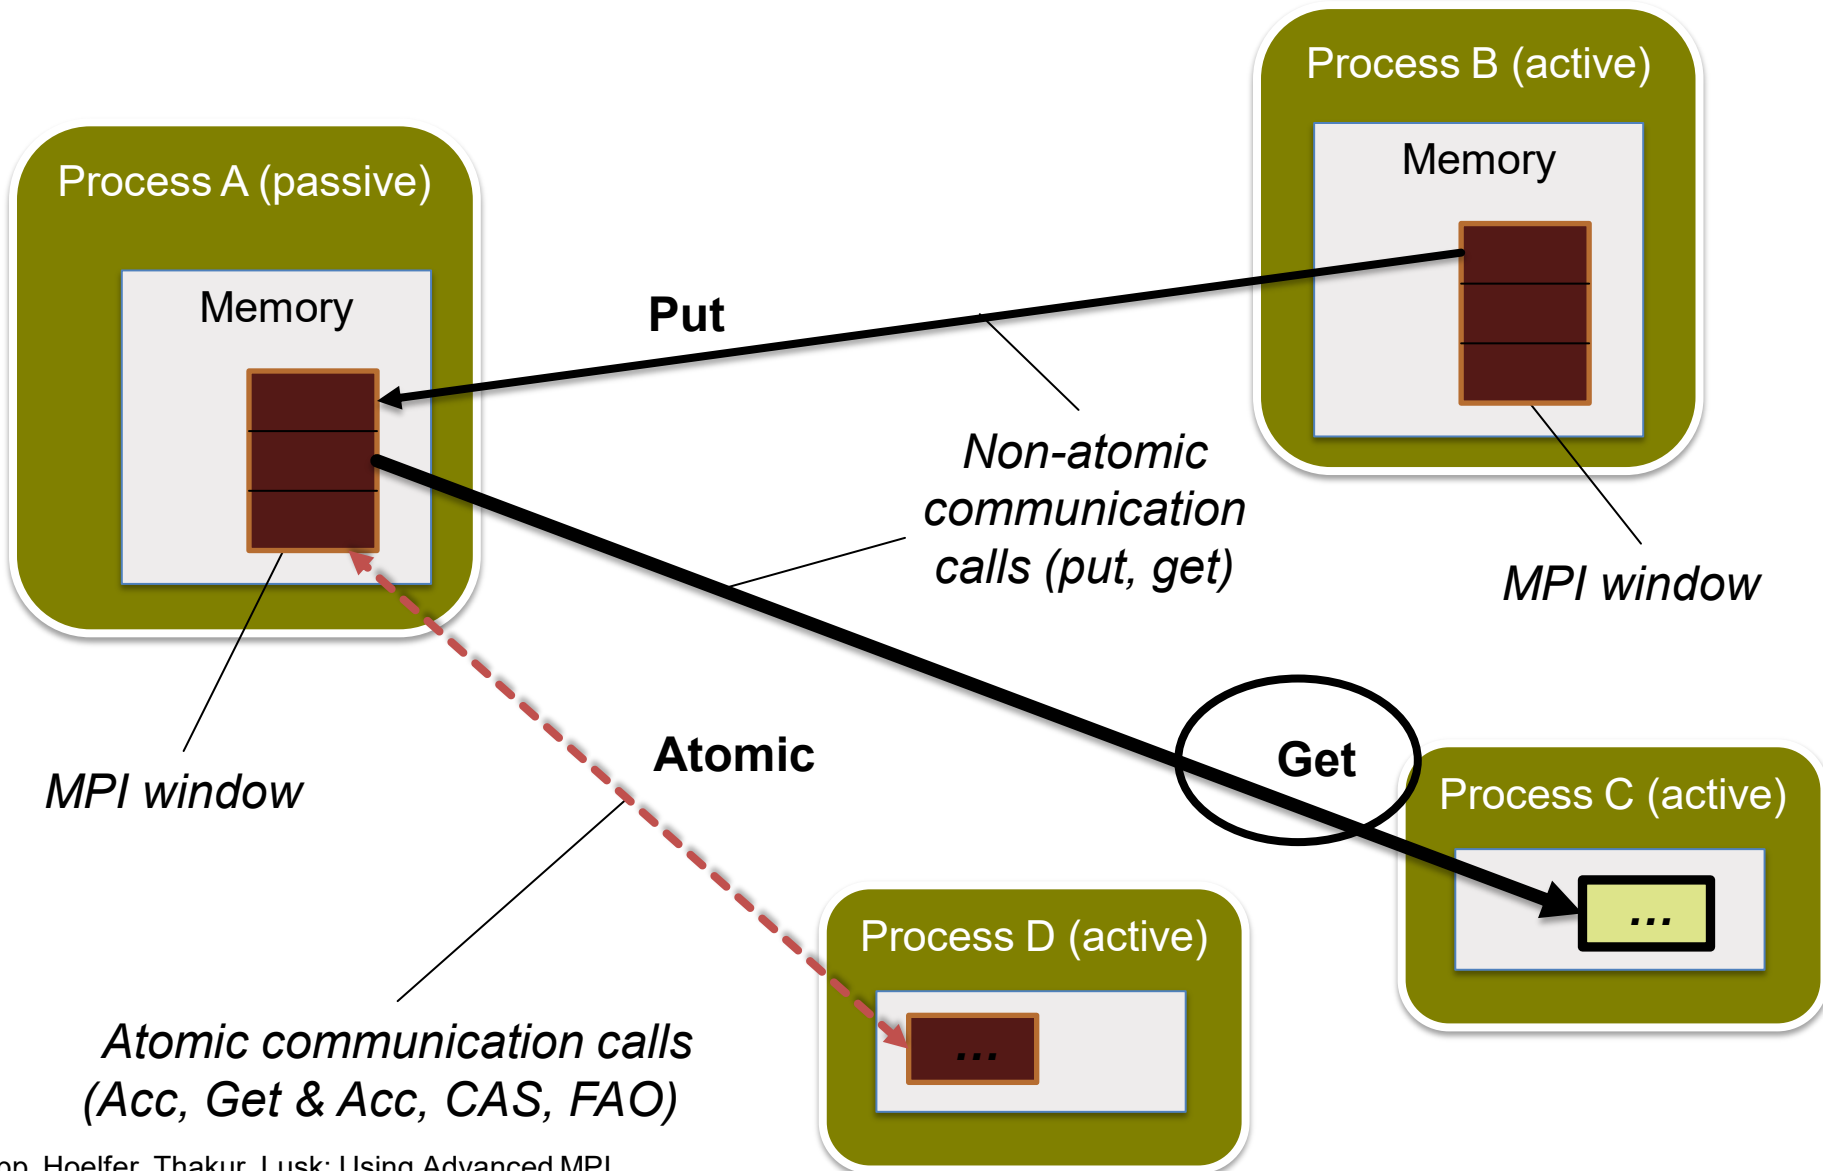 Process B (active)
Memory
Process A (passive)
Memory
Put
Non-atomic
communication
calls (put, get)
MPI window
Atomic
Get
MPI window
Process C (active)
...
Process D (active)
...
Atomic communication calls
(Acc, Get & Acc, CAS, FAO)
Hoelfer, Thakur, Lusk: Using Advanced MPI